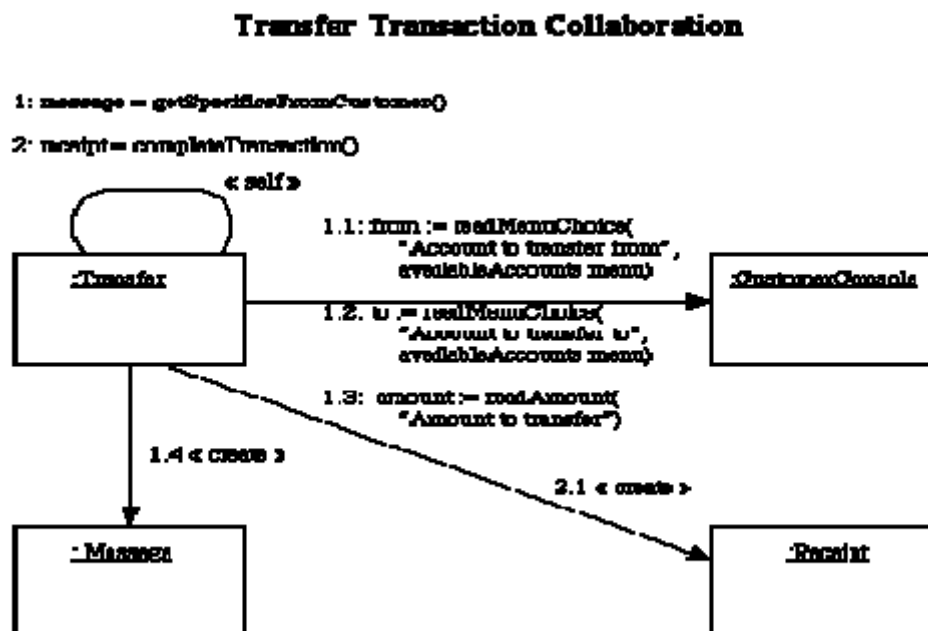 Transfer Transaction Collaboration
1: message = getSpecificsFromCustomer()
2: receipt = completeTransaction()
« self »
1.1: from := readMenuChoice(
"Account to transfer from",
availableAccounts menu)
:Transfer
:CustomerConsole
1.2. to := readMenuChoice(
"Account to transfer to",
availableAccounts menu)
1.3: amount := readAmount(
"Amount to transfer")
1.4 « create »
2.1 « create »
: Message
:Receipt